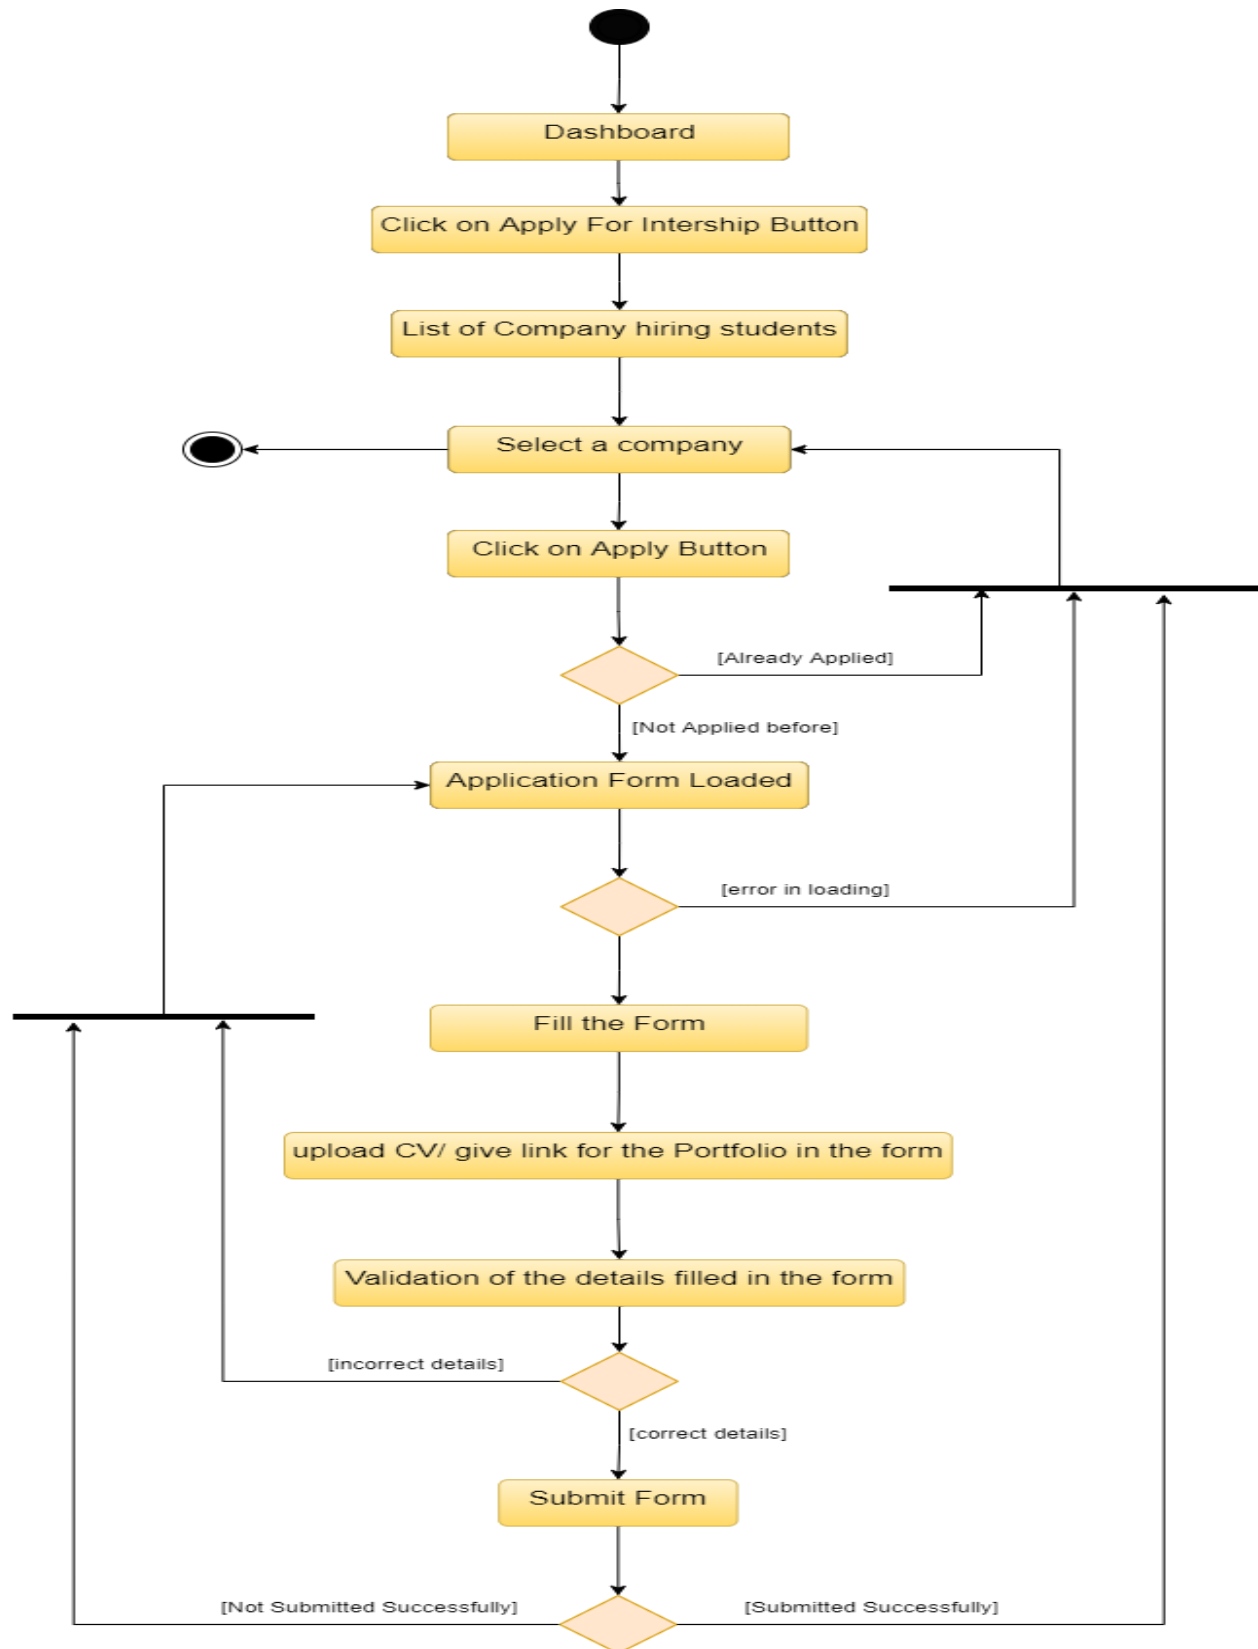 Dashboard
Click on Apply For Intership Button
List of Company hiring students
Select a company
Click on Apply Button
[Already Applied]
[Not Applied before]
Application Form Loaded
[error in loading]
Fill the Form
upload CV/ give link for the Portfolio in the form
Validation of the details filled in the form
[incorrect details]
[correct details]
Submit Form
[Not Submitted Successfully]
[Submitted Successfully]